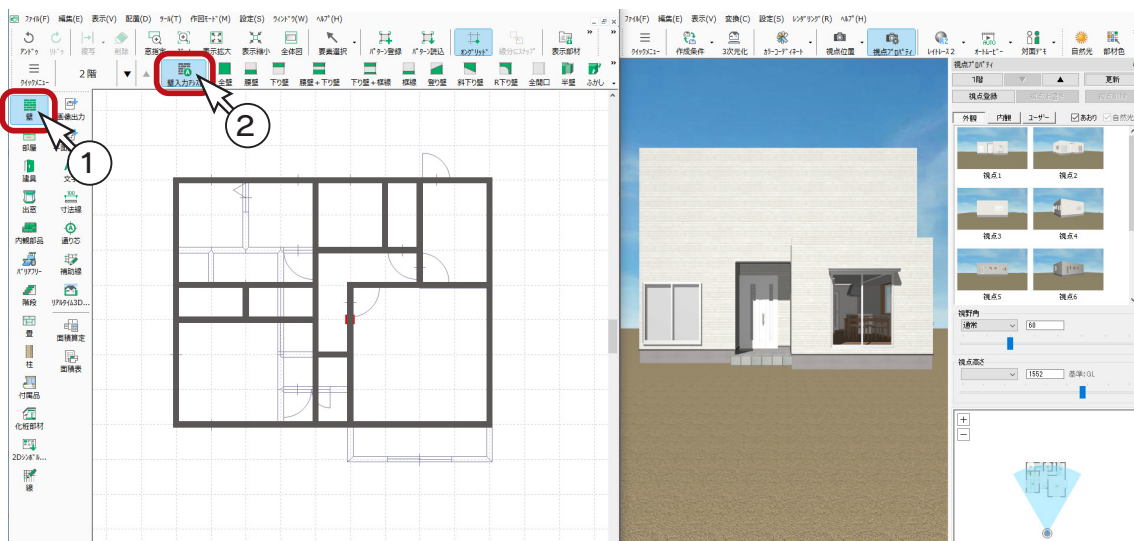 ﾌｧｲﾙ(F) 編集(E) 表示(V) 配置(D) ﾂｰﾙ(T) 作図ﾓｰﾄﾞ(M) 設定(S) ｳｨﾝﾄﾞｳ(W) ﾍﾙﾌﾟ(H)
ｱﾝﾄﾞｩ ﾘﾄﾞｩ 複写 削除 窓指定 表示拡大 表示縮小 全体図 要素選択 ﾊﾟﾀｰﾝ登録 ﾊﾟﾀｰﾝ読込 ｵﾝｸﾞﾘｯﾄﾞ 線分にｽﾅｯﾌﾟ 表示部材
ｸｲｯｸﾒﾆｭｰ 2階 壁入力ｱｼｽ 全壁 腰壁 下り壁 腰壁+下り壁 下り壁+框線 框線 登り壁 斜下り壁 R下り壁 全開口 半壁 ふかし
2
壁 画像出力
部屋
1
建具
出窓 寸法線
内観部品 通り芯
ﾊﾞﾘｱﾌﾘｰ 補助線
階段 ﾘｱﾙﾀｲﾑ3D...
畳 面積算定
柱 面積表
付属品
化粧部材
2Dｼﾝﾎﾞﾙ...
線
ﾌｧｲﾙ(F) 編集(E) 表示(V) 変換(C) 設定(S) ﾚﾝﾀﾞﾘﾝｸﾞ(R) ﾍﾙﾌﾟ(H)
ｸｲｯｸﾒﾆｭｰ 作成条件 3次元化 ｶﾗｰｺｰﾃﾞｨﾈｰﾄ 視点位置 視点ﾌﾟﾛﾊﾟﾃｨ ﾚｲﾄﾚｰｽ2 ｵｰﾄﾑｰﾋﾞｰ 対面ﾃﾞﾓ 自然光 部材色
視点ﾌﾟﾛﾊﾟﾃｨ
1階 ▼ ▲ 更新
視点登録
外観 内観 ﾕｰｻﾞｰ あおり 自然光
視点1 視点2
視点3 視点4
視点5 視点6
視野角
通常 60
視点高さ
1552 基準:GL